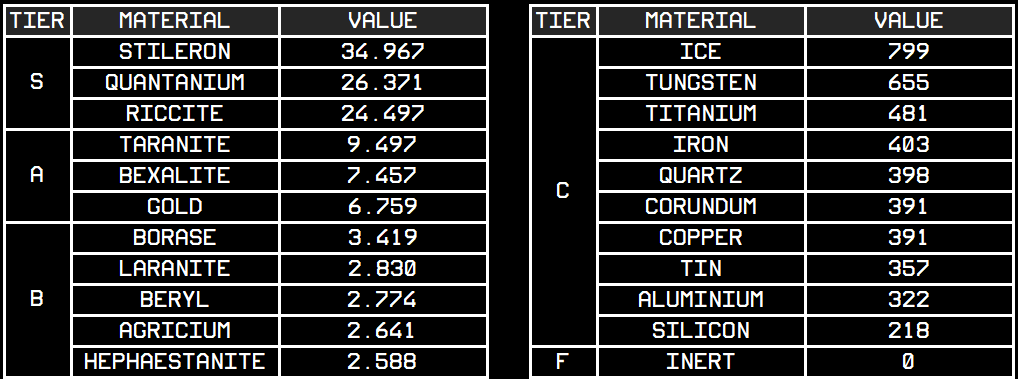 TIER MATERIAL VALUE
S
STILERON 34.967
QUANTANIUM 26.371
RICCITE 24.497
A
TARANITE 9.497
BEXALITE 7.457
GOLD 6.759
B
BORASE 3.419
LARANITE 2.830
BERYL 2.774
AGRICIUM 2.641
HEPHAESTANITE 2.588
TIER MATERIAL VALUE
C
ICE 799
TUNGSTEN 655
TITANIUM 481
IRON 403
QUARTZ 398
CORUNDUM 391
COPPER 391
TIN 357
ALUMINIUM 322
SILICON 218
F INERT 0